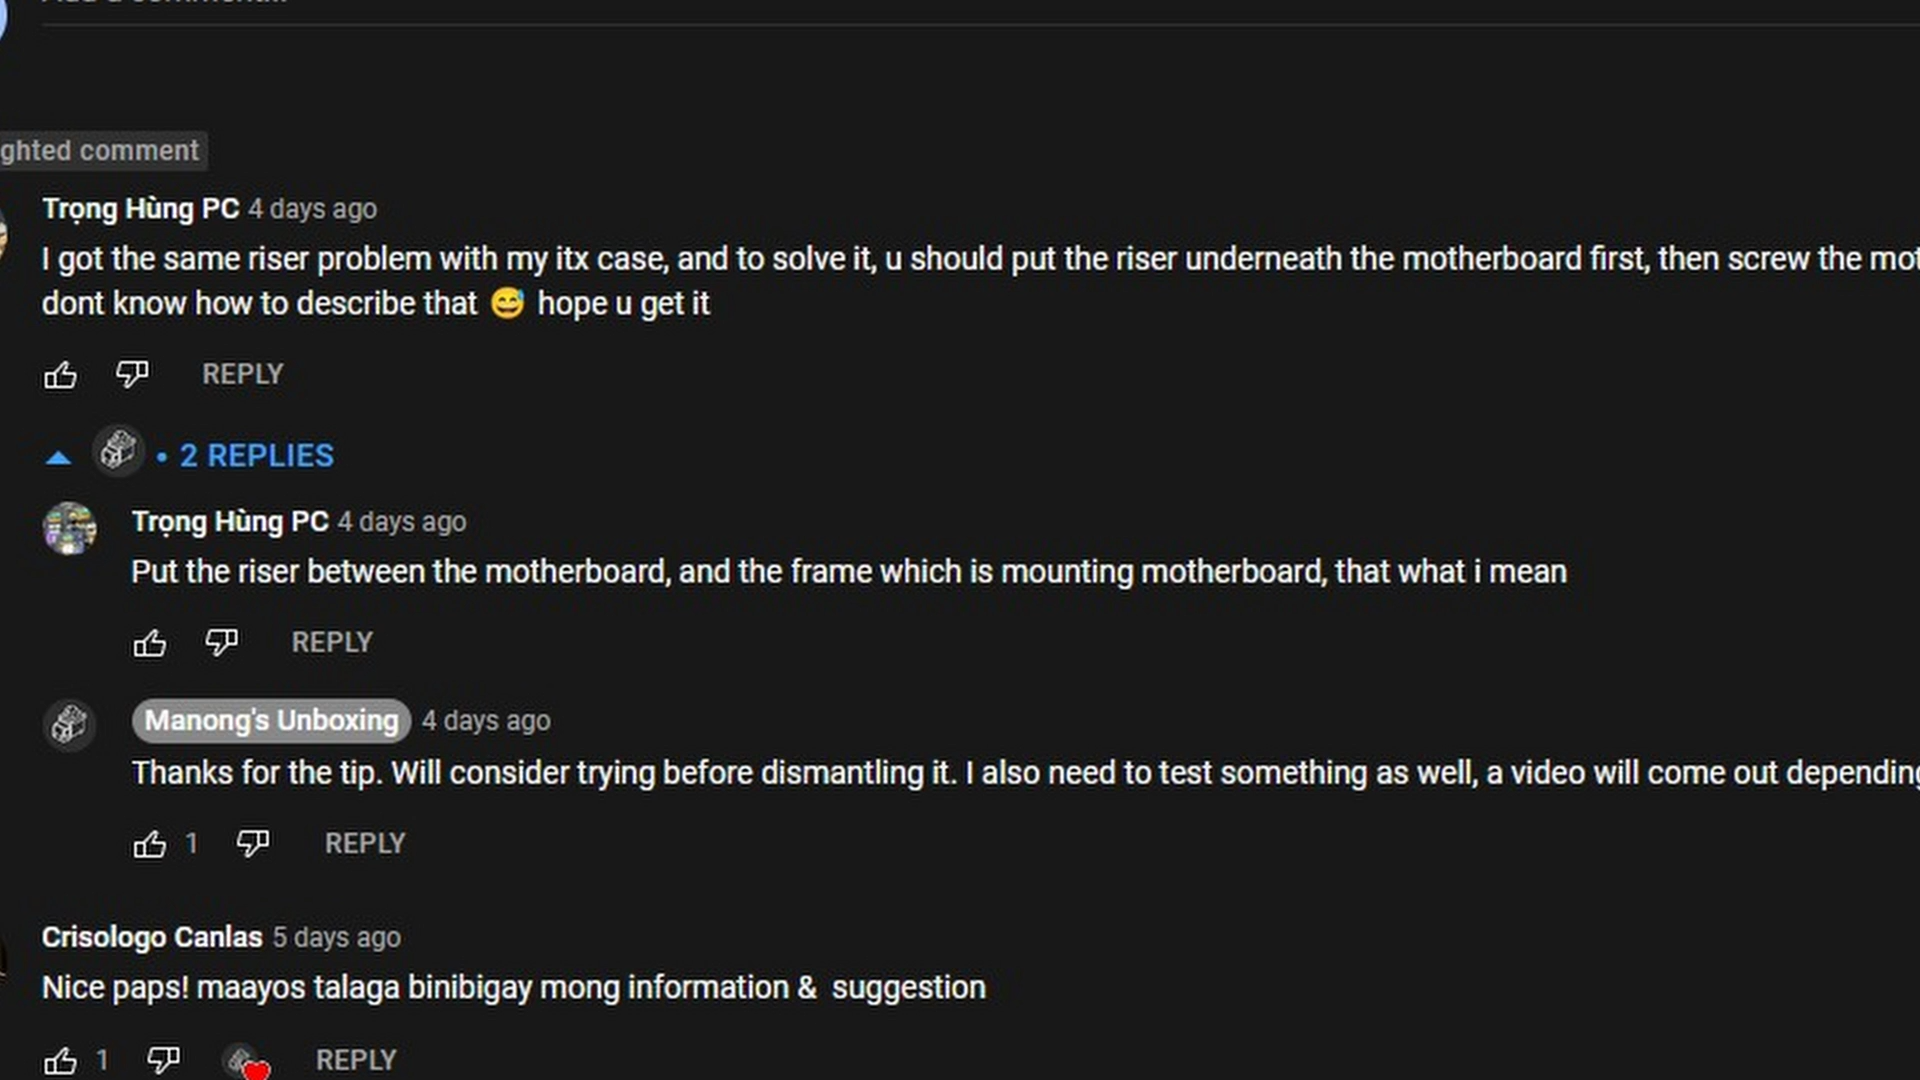 ghted comment
Trọng Hùng PC 4 days ago
I got the same riser problem with my itx case, and to solve it, u should put the riser underneath the motherboard first, then screw the
dont know how to describe that 😅 hope u get it
REPLY
• 2 REPLIES
Trọng Hùng PC 4 days ago
Put the riser between the motherboard, and the frame which is mounting motherboard, that what i mean
REPLY
Manong's Unboxing 4 days ago
Thanks for the tip. Will consider trying before dismantling it. I also need to test something as well, a video will come out depending
1 REPLY
Crisologo Canlas 5 days ago
Nice paps! maayos talaga binibigay mong information & suggestion
1 REPLY